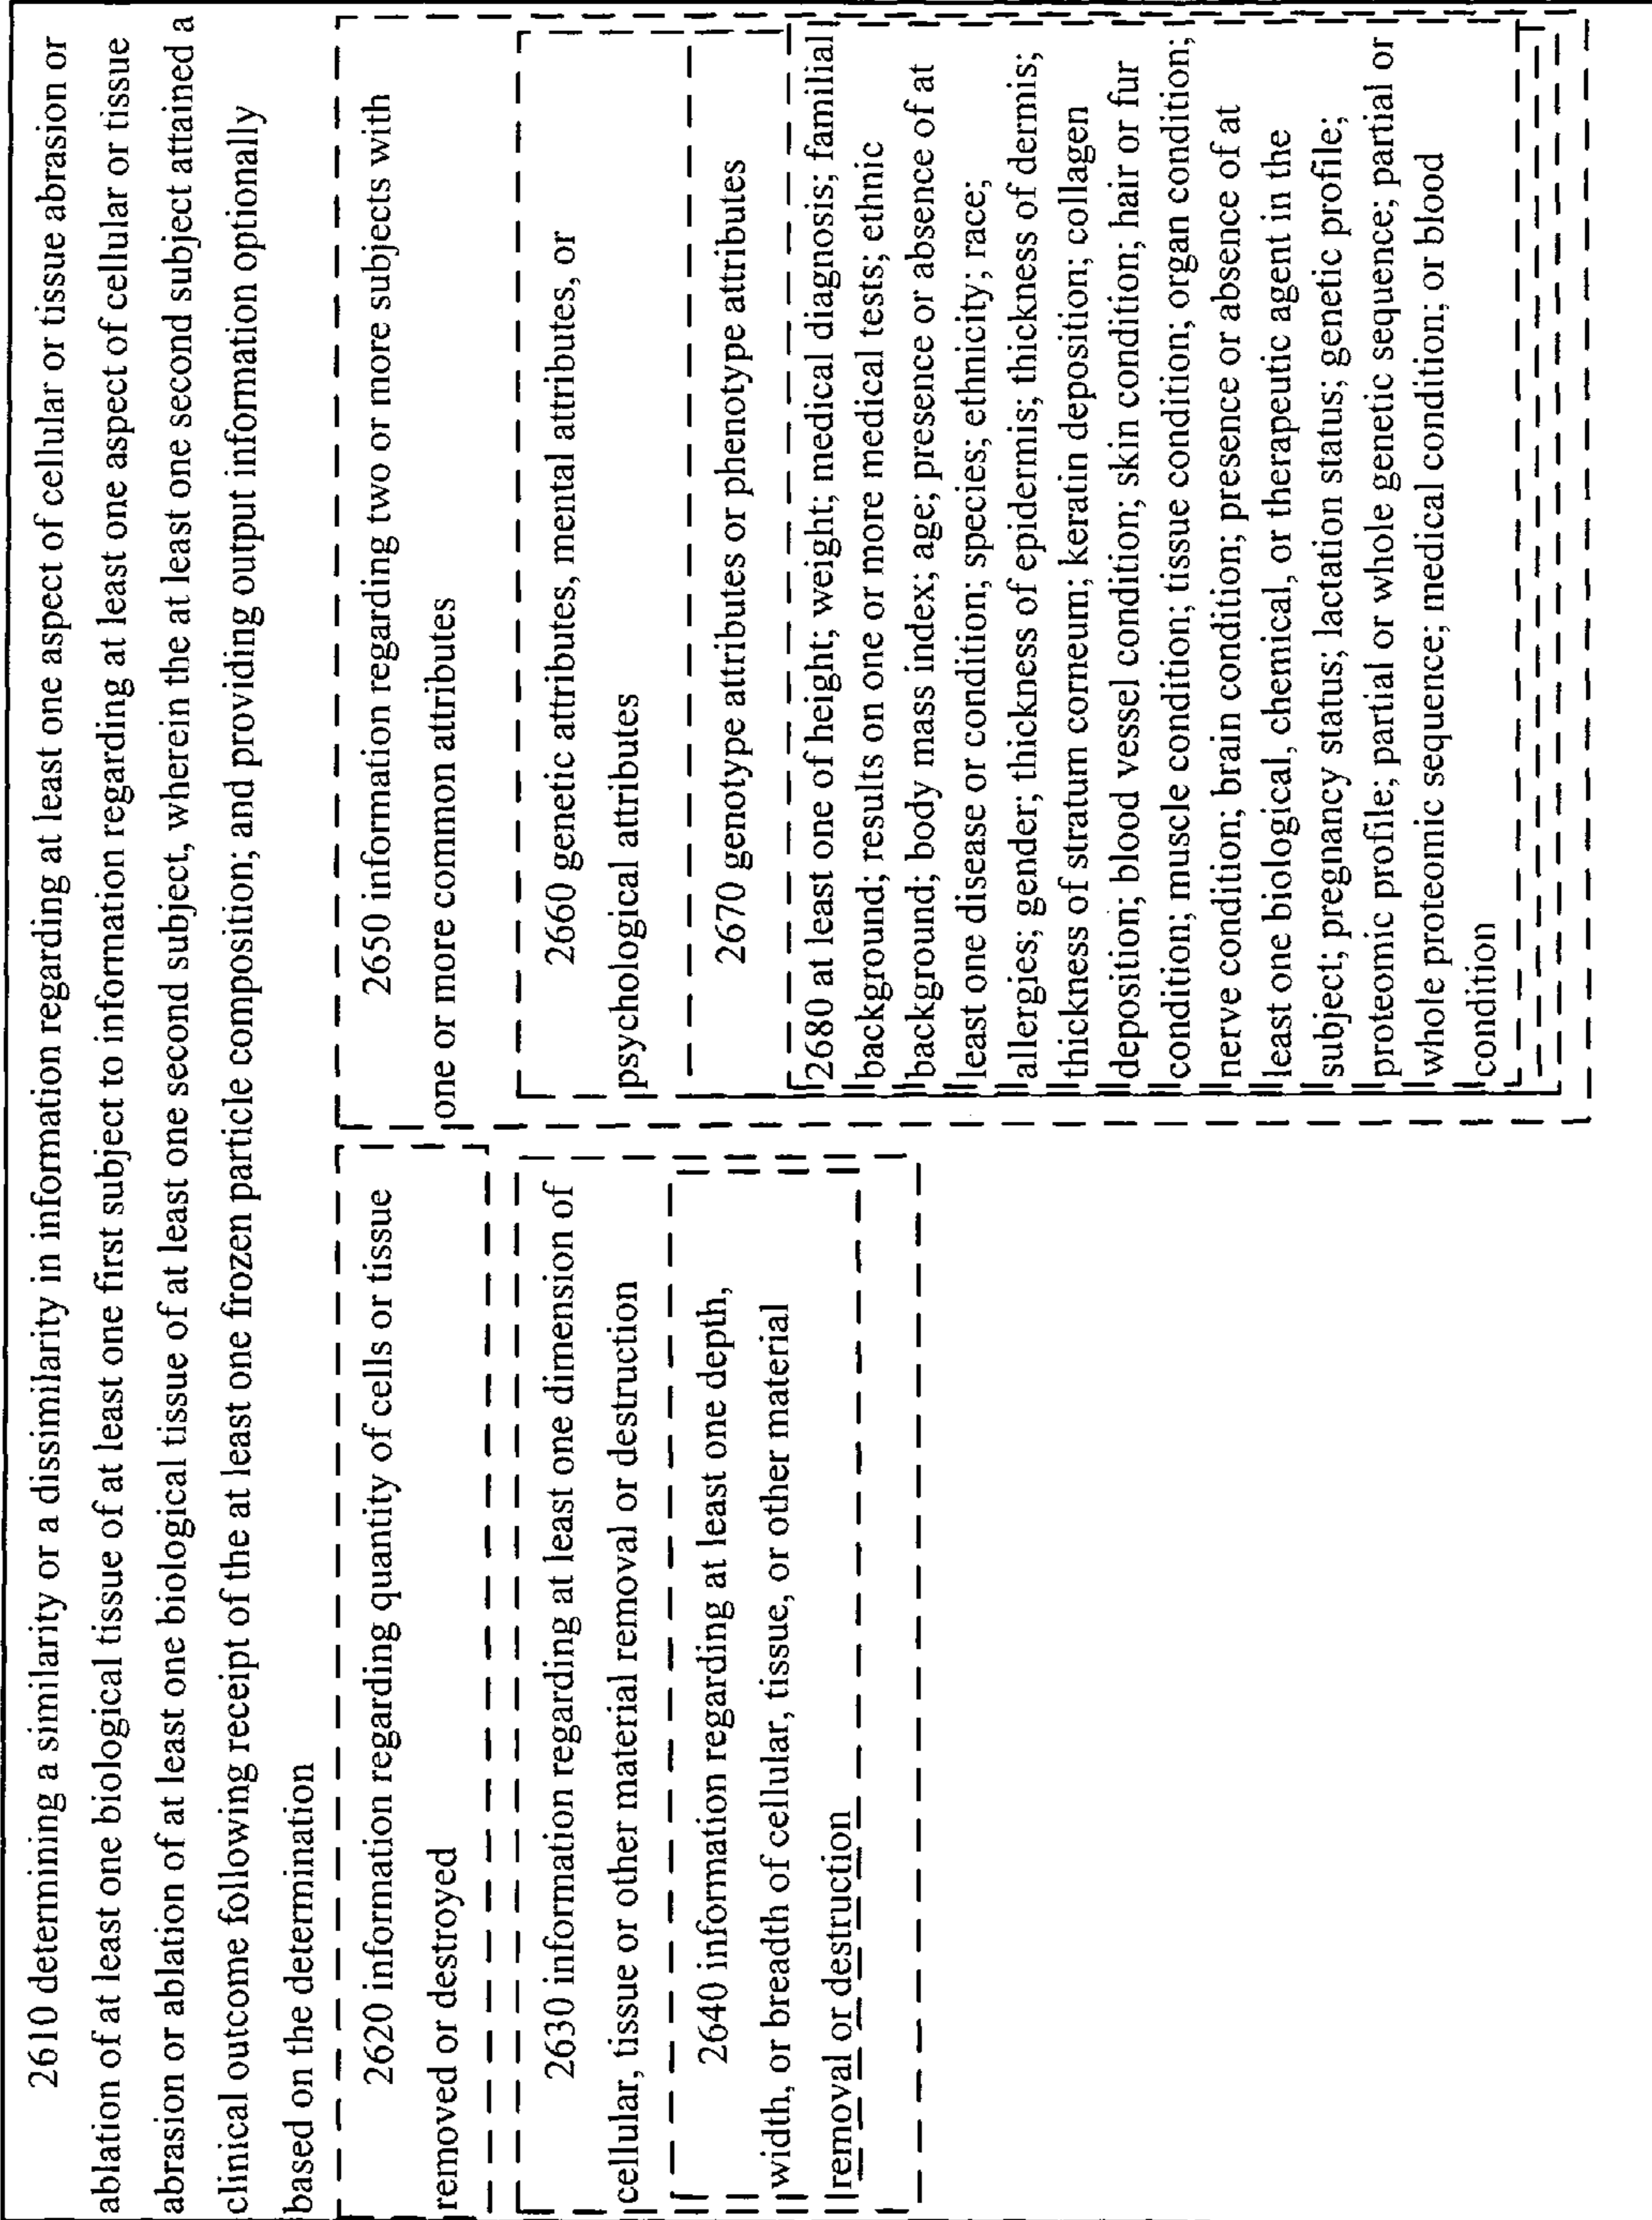 2610 determining a similarity or a dissimilarity in information regarding at least one aspect of cellular or tissue abrasion or
ablation of at least one biological tissue of at least one first subject to information regarding at least one aspect of cellular or tissue
abrasion or ablation of at least one biological tissue of at least one second subject, wherein the at least one second subject attained a
clinical outcome following receipt of the at least one frozen particle composition; and providing output information optionally
based on the determination
2620 information regarding quantity of cells or tissue
removed or destroyed
2630 information regarding at least one dimension of
cellular, tissue or other material removal or destruction
2640 information regarding at least one depth,
width, or breadth of cellular, tissue, or other material
removal or destruction
2650 information regarding two or more subjects with
one or more common attributes
2660 genetic attributes, mental attributes, or
psychological attributes
2670 genotype attributes or phenotype attributes
2680 at least one of height; weight; medical diagnosis; familial
background; results on one or more medical tests; ethnic
background; body mass index; age; presence or absence of at
least one disease or condition; species; ethnicity; race;
allergies; gender; thickness of epidermis; thickness of dermis;
thickness of stratum corneum; keratin deposition; collagen
deposition; blood vessel condition; skin condition; hair or fur
condition; muscle condition; tissue condition; organ condition;
nerve condition; brain condition; presence or absence of at
least one biological, chemical, or therapeutic agent in the
subject; pregnancy status; lactation status; genetic profile;
proteomic profile; partial or whole genetic sequence; partial or
whole proteomic sequence; medical condition; or blood
condition